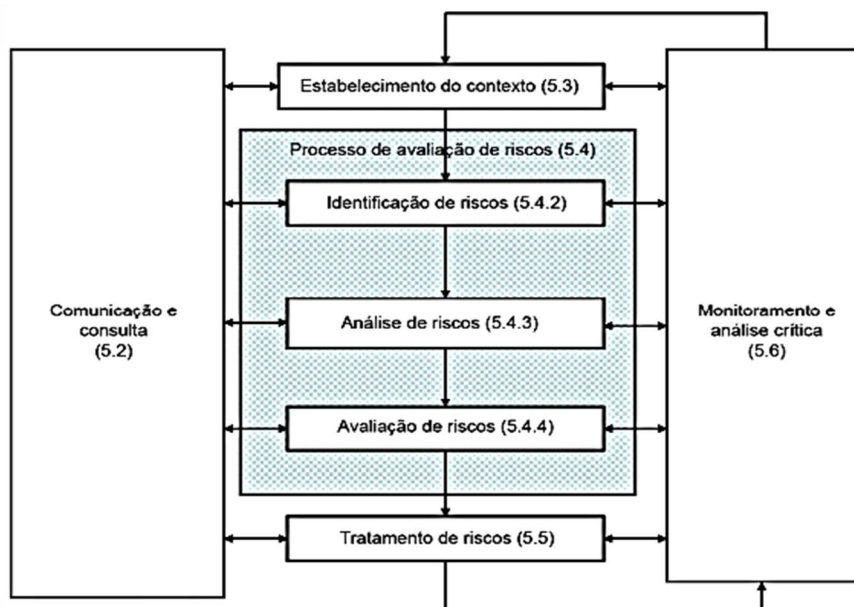 Estabelecimento do contexto (5.3)
Processo de avaliação de riscos (5.4)
Identificação de riscos (5.4.2)
Comunicação e
consulta
(5.2)
Análise de riscos (5.4.3)
Monitoramento e
análise crítica
(5.6)
Avaliação de riscos (5.4.4)
Tratamento de riscos (5.5)